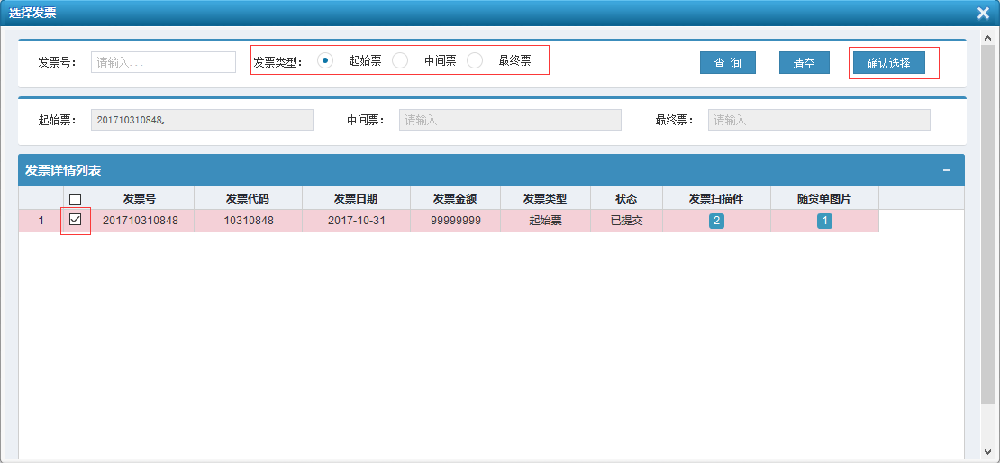 选择发票
发票号： 请输入... 发票类型： 起始票 中间票 最终票 查 询 清空 确认选择
起始票： 201710310848, 中间票： 请输入... 最终票： 请输入...
发票详情列表
发票号 发票代码 发票日期 发票金额 发票类型 状态 发票扫描件 随货单图片
1 201710310848 10310848 2017-10-31 99999999 起始票 已提交 2 1